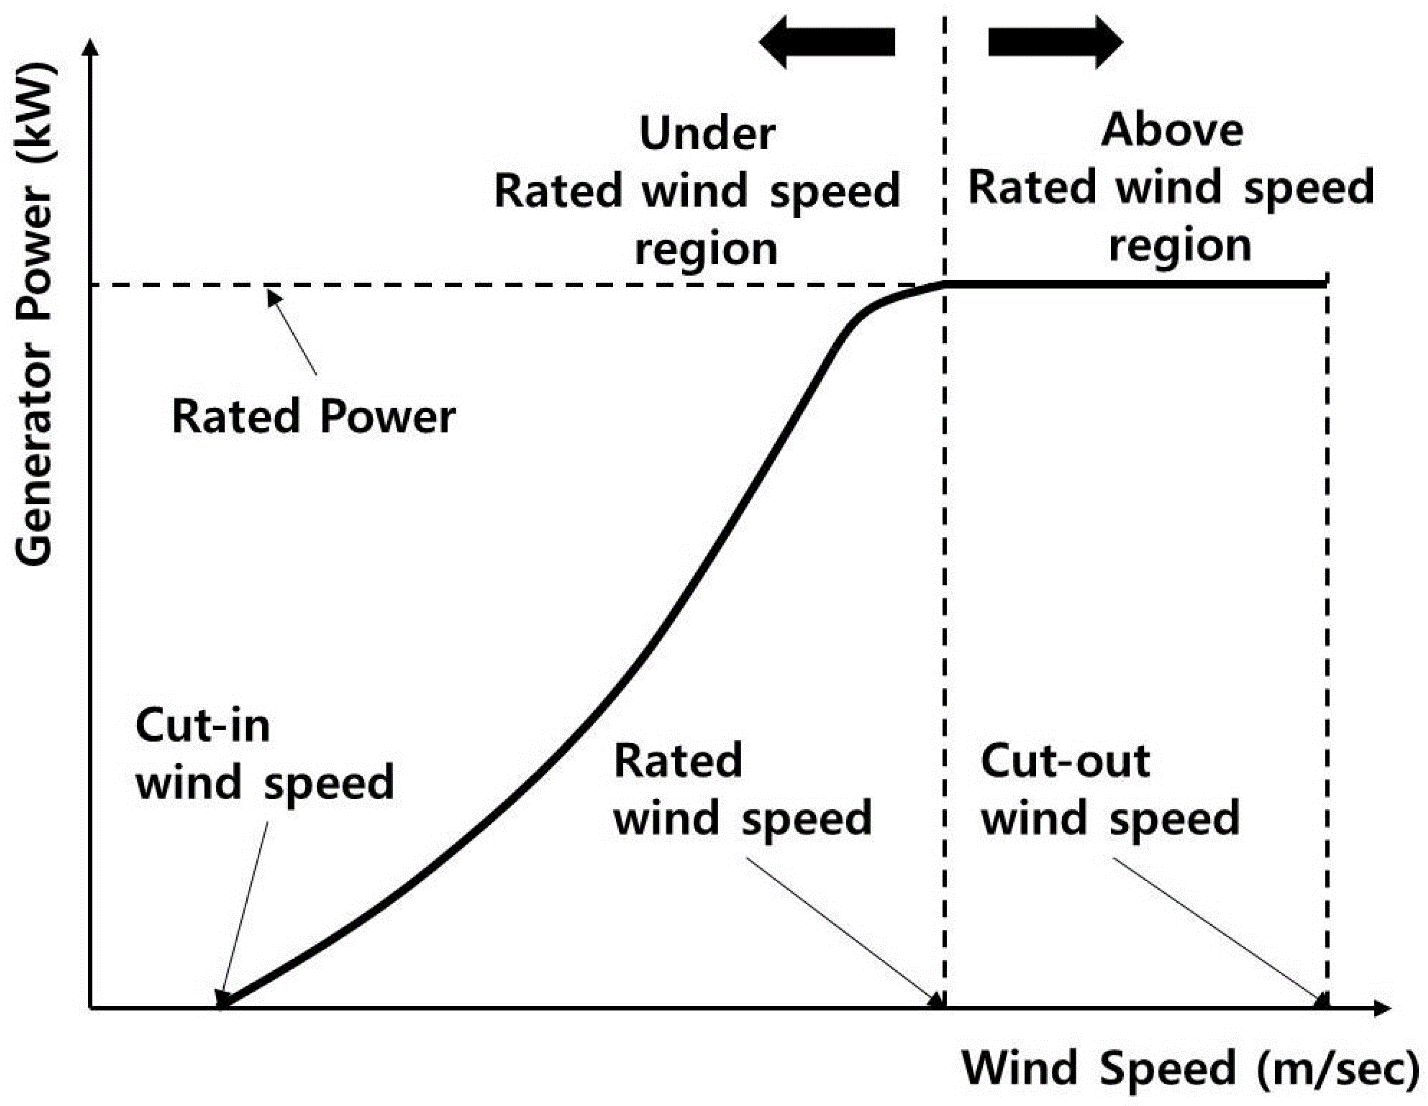 Generator Power (kW)
Under
Rated wind speed
region
Above
Rated wind speed
region
Rated Power
Cut-in
wind speed
Rated
wind speed
Cut-out
wind speed
Wind Speed (m/sec)